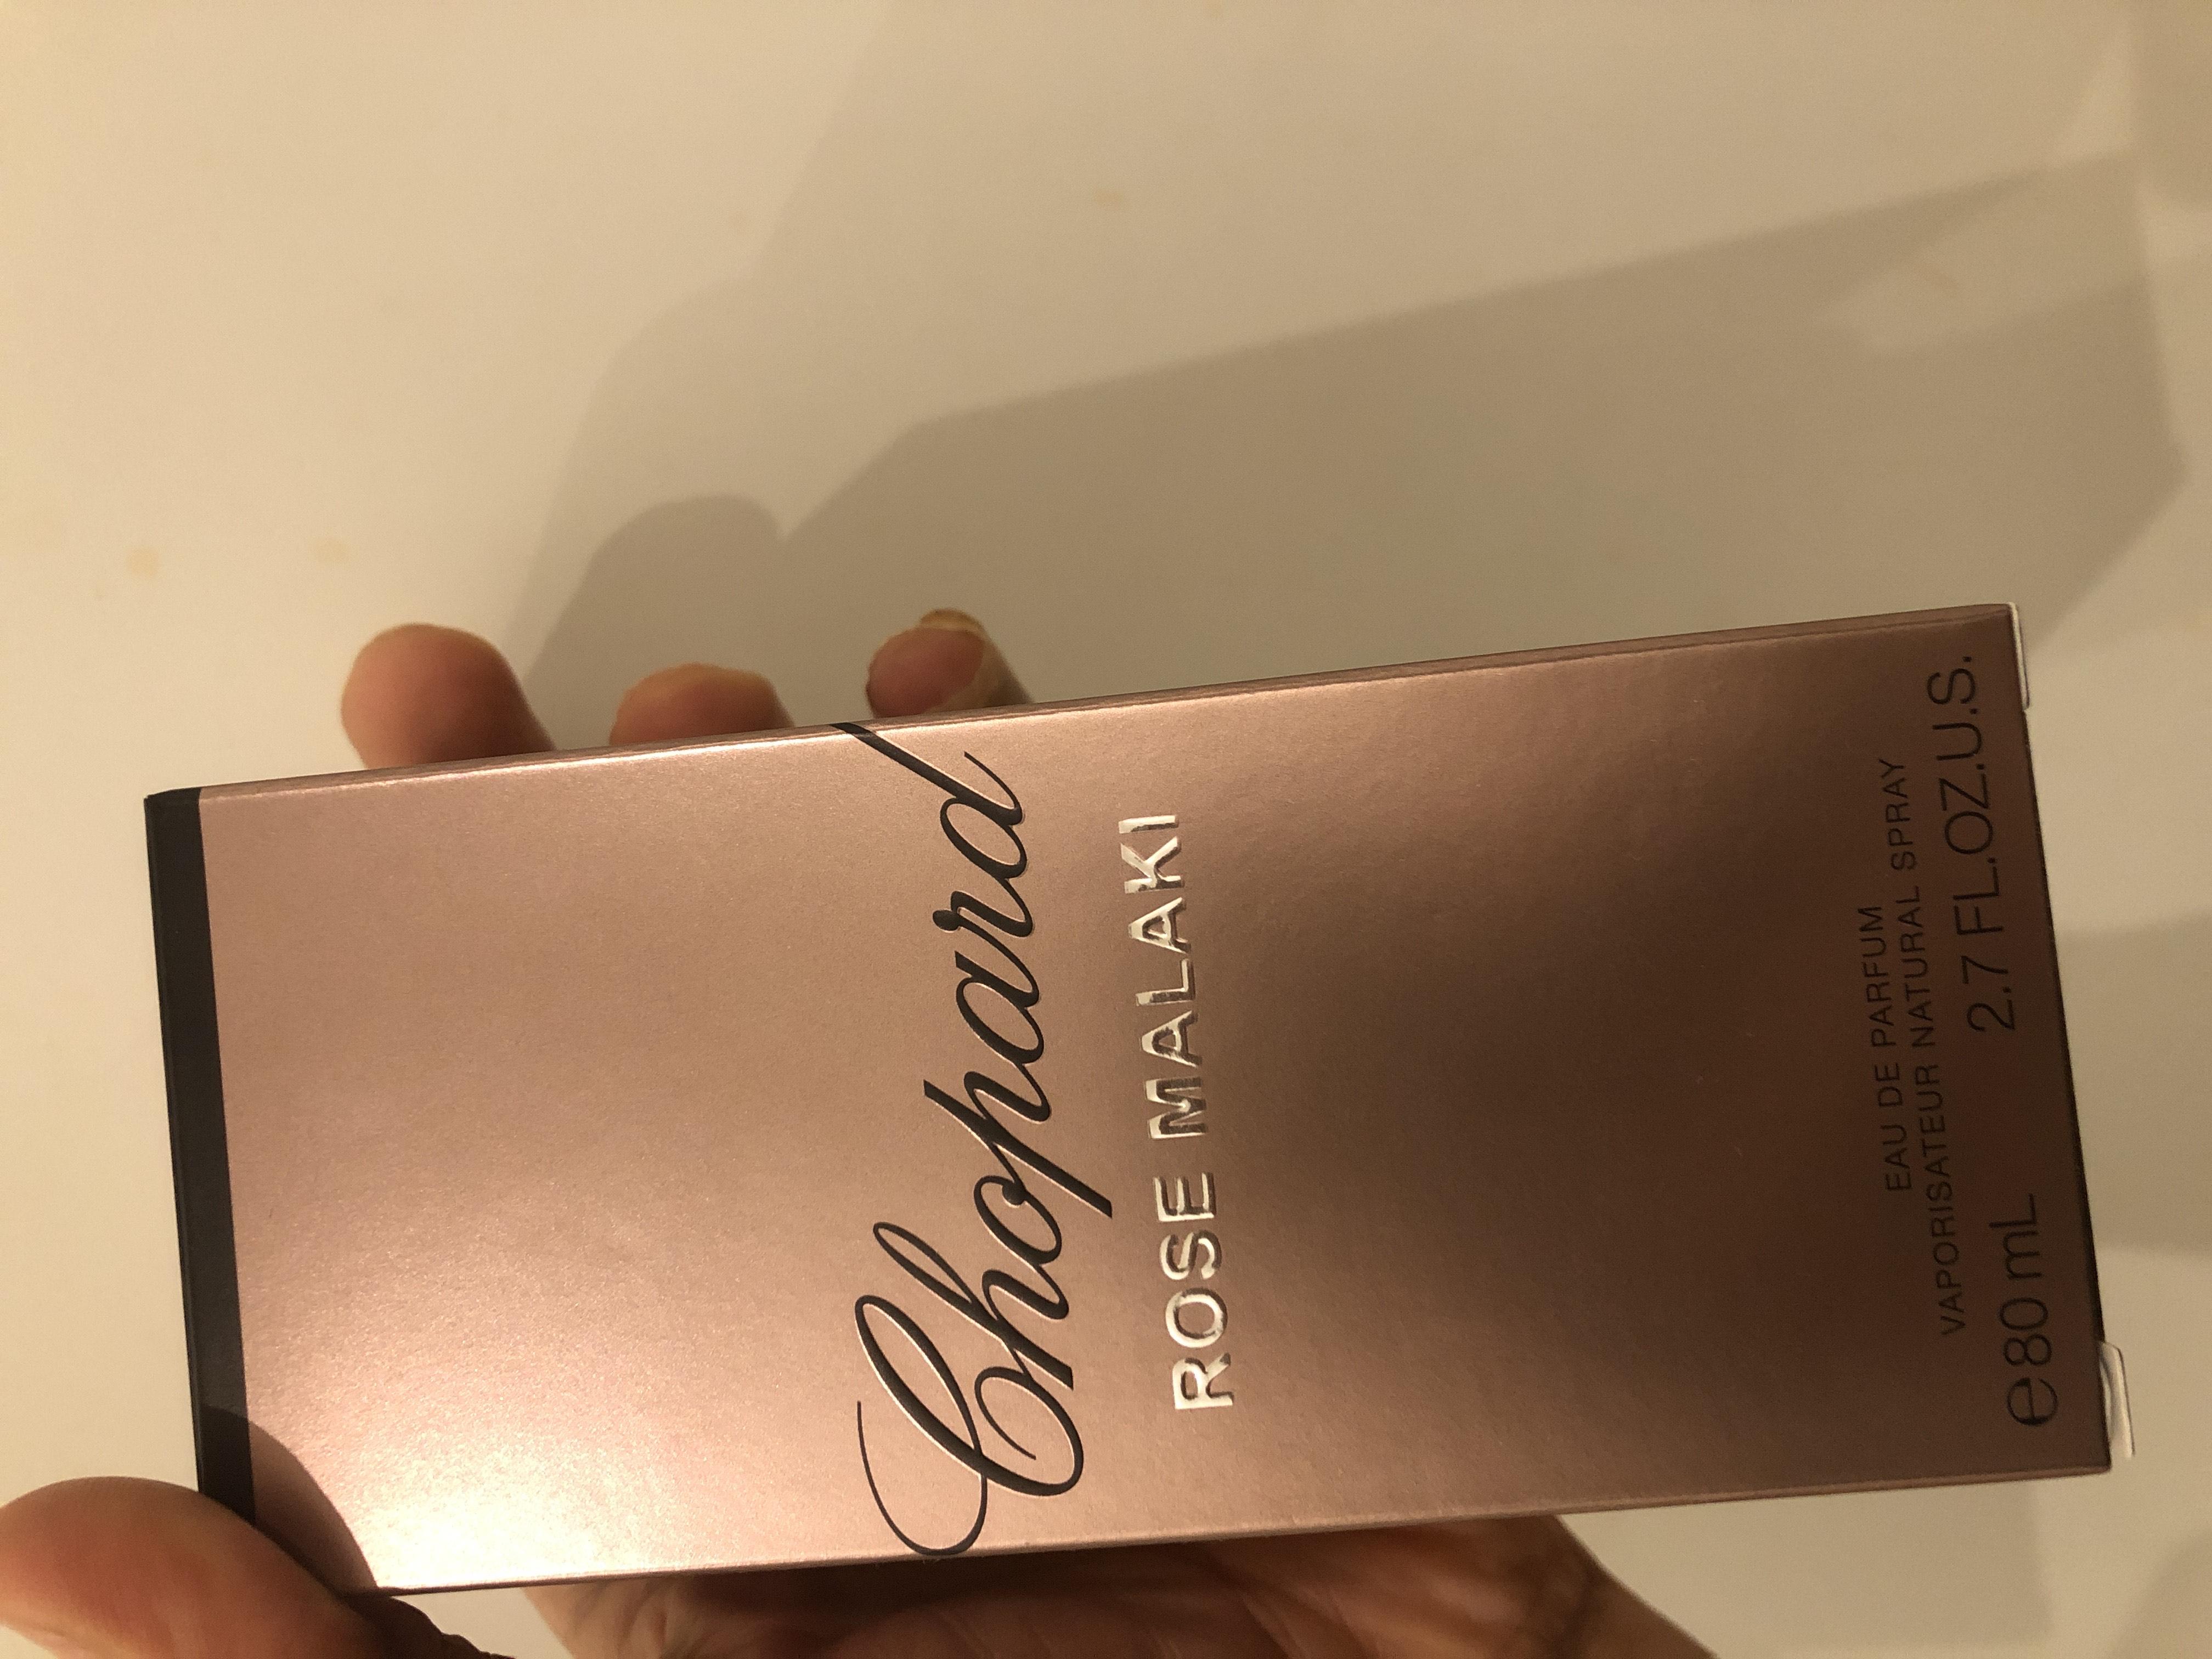 Chopard
ROSE MALAKI
EAU DE PARFUM
VAPORISATEUR NATURAL SPRAY
℮80 mL 2.7 FL.OZ.U.S.